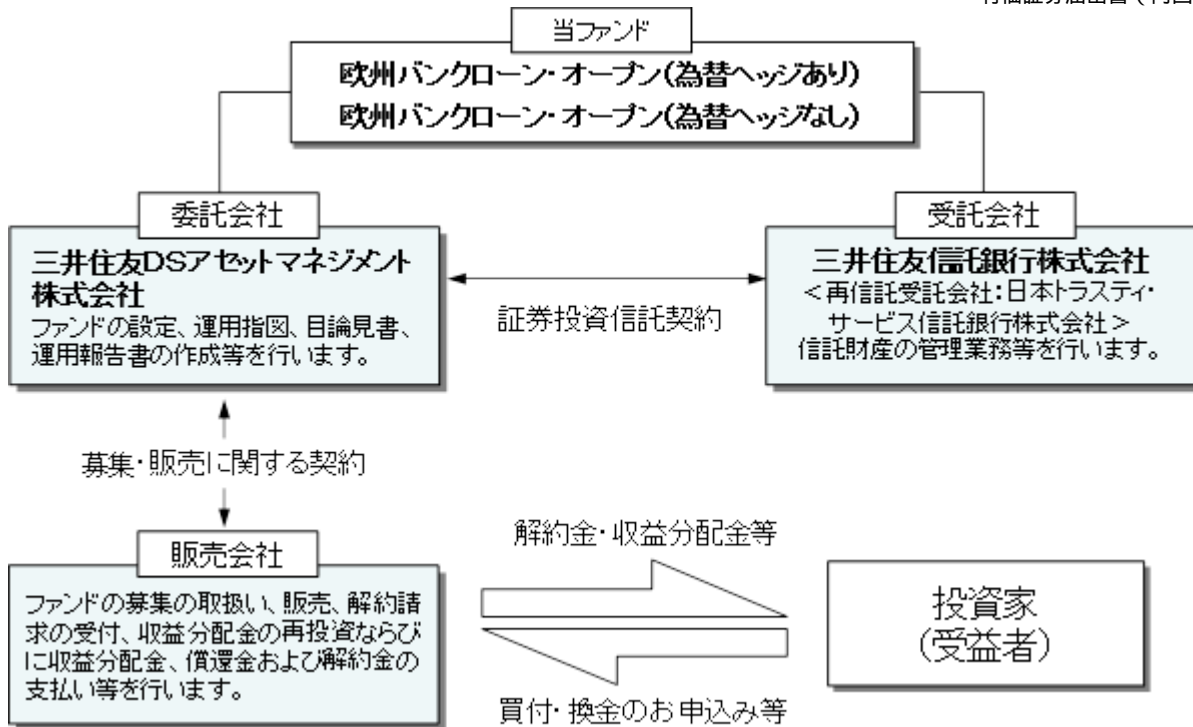 当ファンド
欧州バンクローン・オープン(為替ヘッジあり)
欧州バンクローン・オープン(為替ヘッジなし)
委託会社
三井住友DSアセットマネジメント
株式会社
ファンドの設定、運用指図、目論見書、
運用報告書の作成等を行います。
証券投資信託契約
受託会社
三井住友信託銀行株式会社
<再信託受託会社:日本トラスティ・
サービス信託銀行株式会社>
信託財産の管理業務等を行います。
募集・販売に関する契約
販売会社
ファンドの募集の取扱い、販売、解約請
求の受付、収益分配金の再投資ならび
に収益分配金、償還金および解約金の
支払い等を行います。
解約金・収益分配金等
買付・換金のお申込み等
投資家
(受益者)